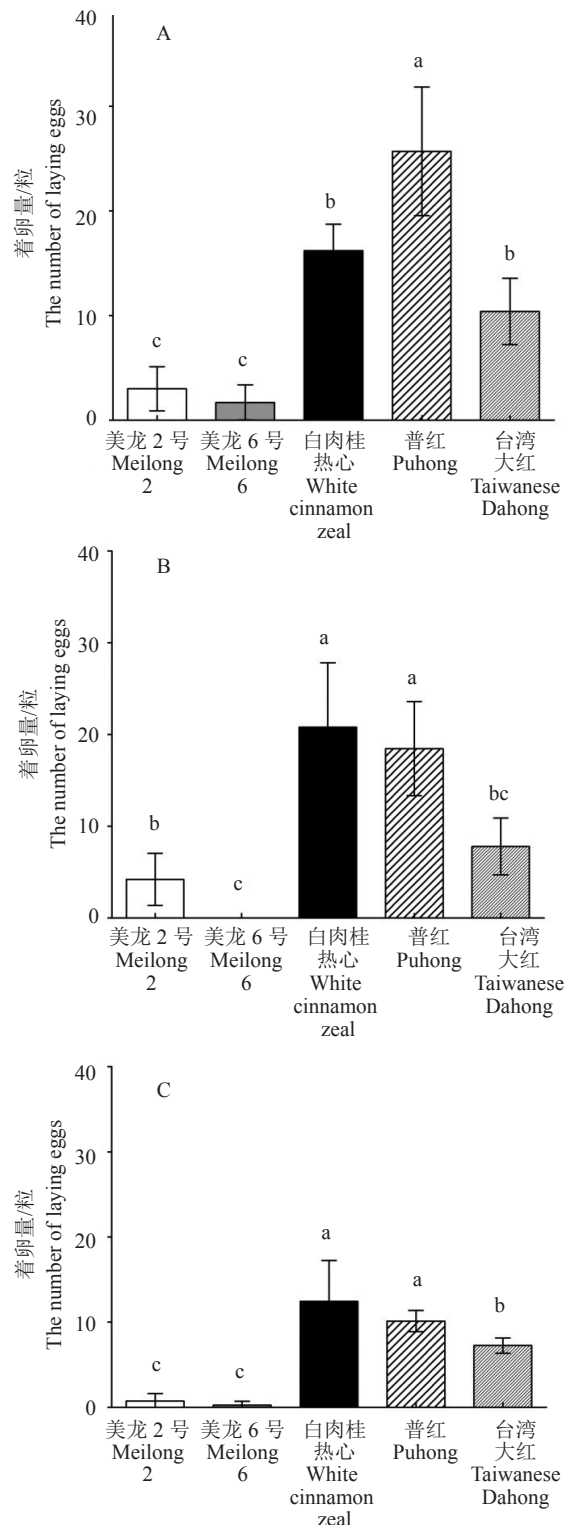 A
40
30
20
10
0
着卵量/粒
The number of laying eggs
c
c
b
a
b
美龙 2 号
Meilong
2
美龙 6 号
Meilong
6
白肉桂
热心
White
cinnamon
zeal
普红
Puhong
台湾
大红
Taiwanese
Dahong
B
40
30
20
10
0
着卵量/粒
The number of laying eggs
b
c
a
a
bc
美龙 2 号
Meilong
2
美龙 6 号
Meilong
6
白肉桂
热心
White
cinnamon
zeal
普红
Puhong
台湾
大红
Taiwanese
Dahong
C
40
30
20
10
0
着卵量/粒
The number of laying eggs
c
c
a
a
b
美龙 2 号
Meilong
2
美龙 6 号
Meilong
6
白肉桂
热心
White
cinnamon
zeal
普红
Puhong
台湾
大红
Taiwanese
Dahong